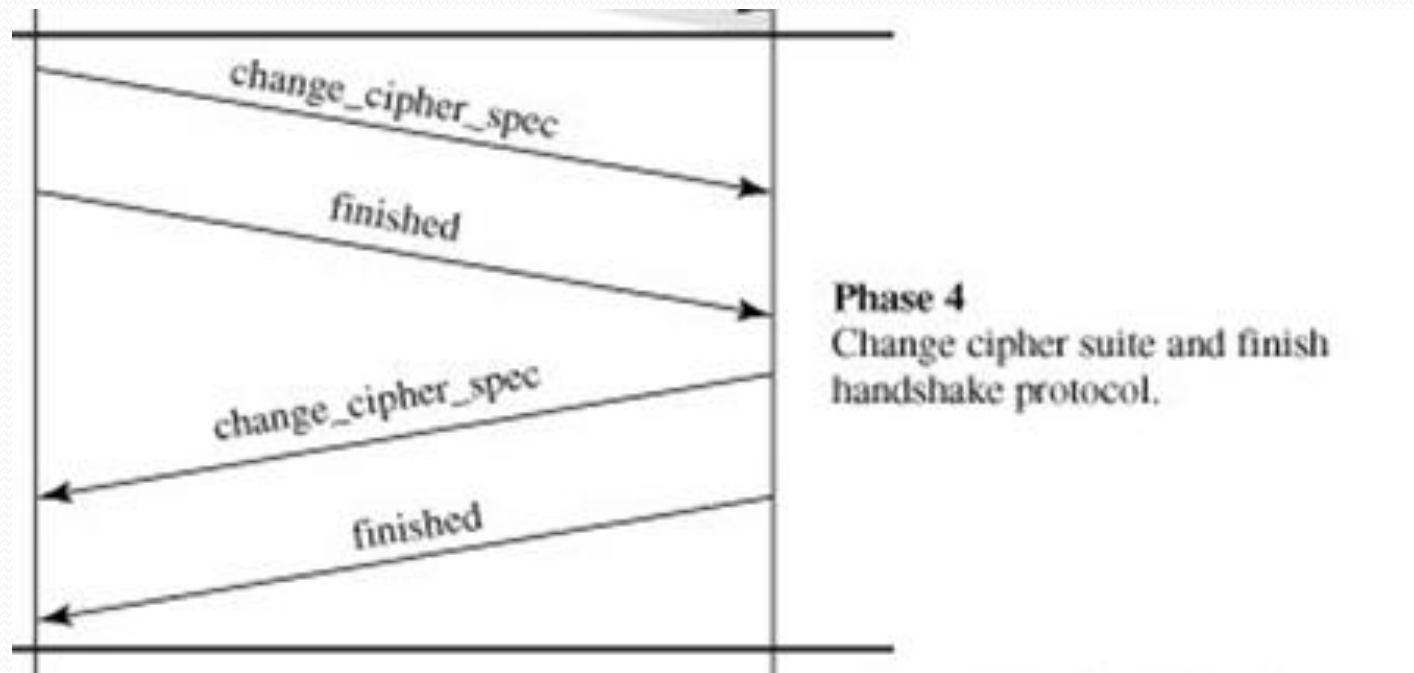 change_cipher_spec
finished
Phase 4
Change cipher suite and finish
handshake protocol.
change_cipher_spec
finished